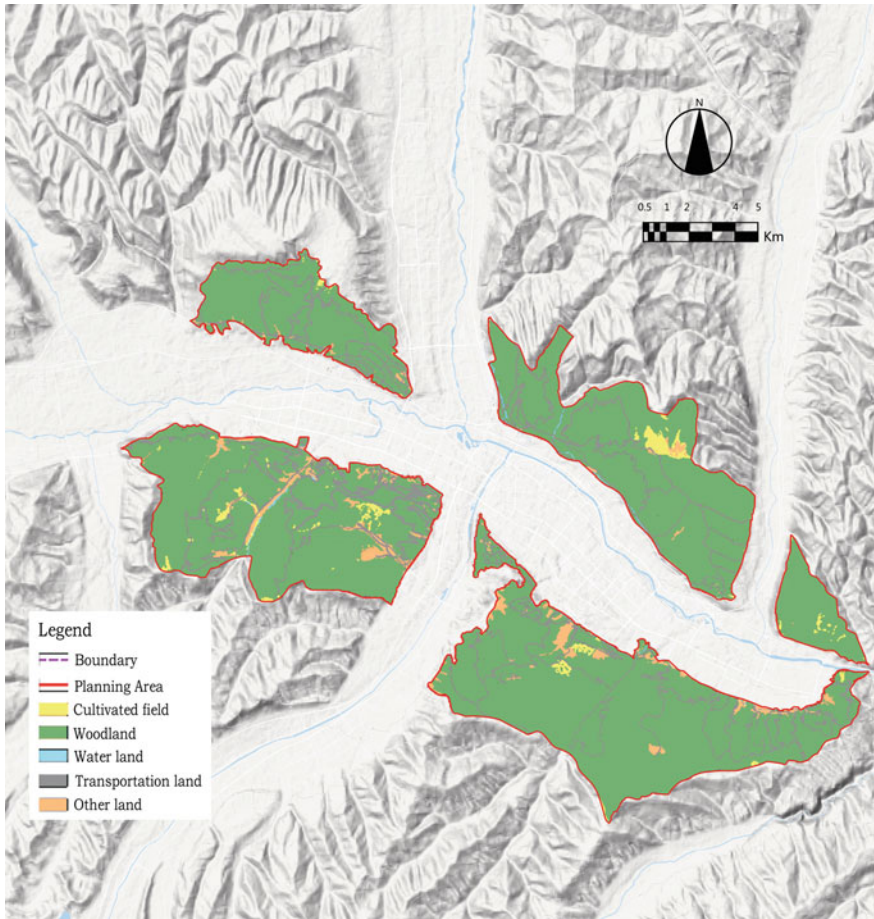 N
0.5 1 2 4 5
Km
Legend
Boundary
Planning Area
Cultivated field
Woodland
Water land
Transportation land
Other land